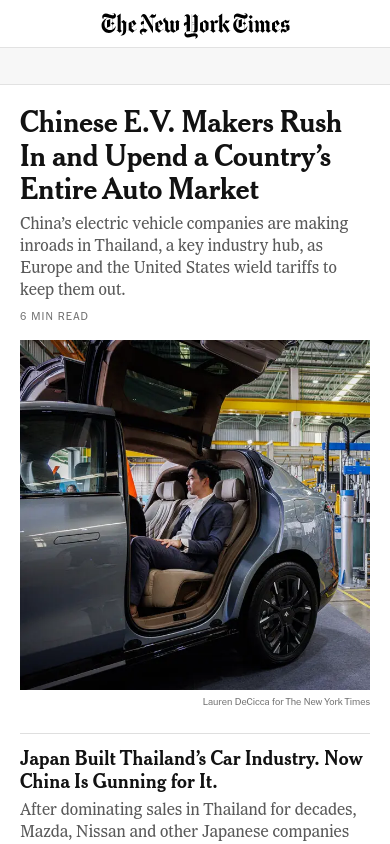 The New York Times
Chinese E.V. Makers Rush
In and Upend a Country’s
Entire Auto Market
China’s electric vehicle companies are making
inroads in Thailand, a key industry hub, as
Europe and the United States wield tariffs to
keep them out.
6 MIN READ
Lauren DeCicca for The New York Times
Japan Built Thailand’s Car Industry. Now
China Is Gunning for It.
After dominating sales in Thailand for decades,
Mazda, Nissan and other Japanese companies